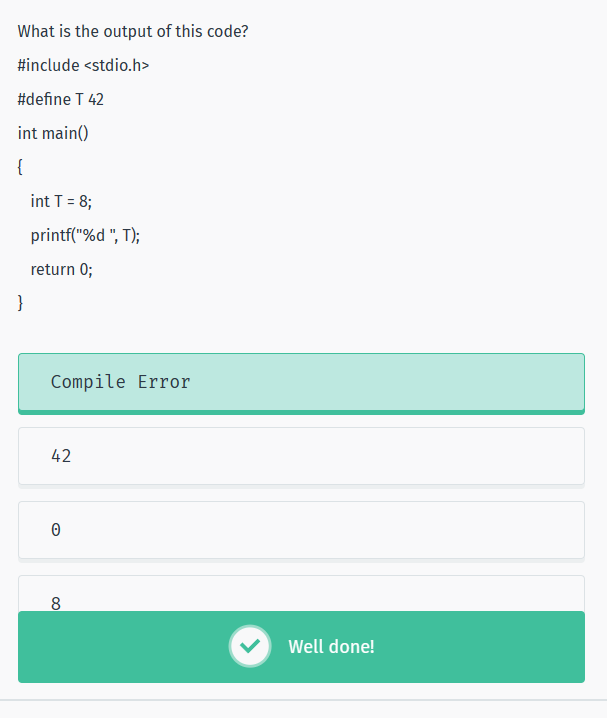 What is the output of this code?
#include <stdio.h>
#define T 42
int main()
{
int T = 8;
printf("%d ", T);
return 0;
}
Compile Error
42
0
8
Well done!